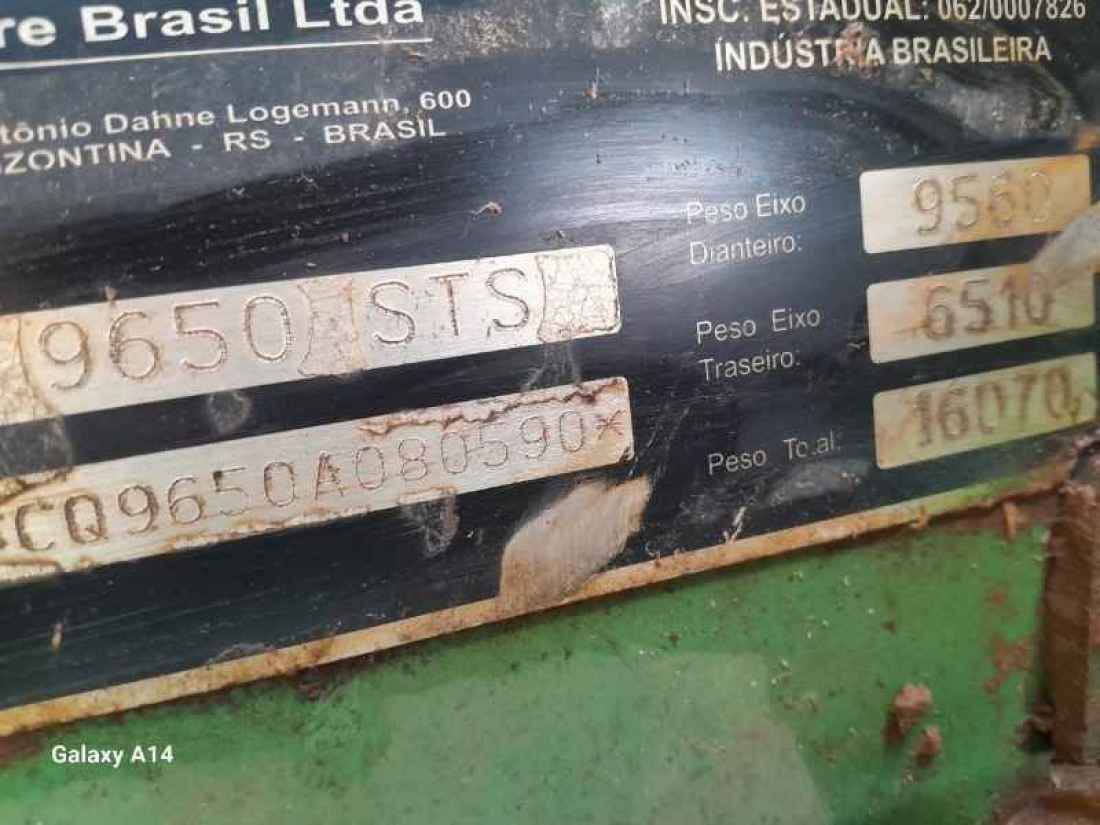 re Brasil Ltda
INSC. ESTADUAL: 062/0007826
INDÚSTRIA BRASILEIRA
tônio Dahne Logemann, 600
ZONTINA - RS - BRASIL
Peso Eixo
Dianteiro:
9560
9650 STS
Peso Eixo
Traseiro:
6510
CQ9650A080590*
Peso Total:
16070
Galaxy A14